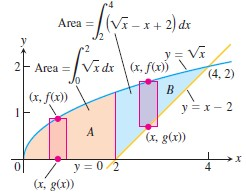 Area = ∫₂⁴ (√x − x + 2) dx
y
2
Area = ∫₀² √x dx
(x, f(x))
y = √x
(4, 2)
(x, f(x))
B
1
y = x − 2
A
(x, g(x))
0
y = 0
2
4
x
(x, g(x))